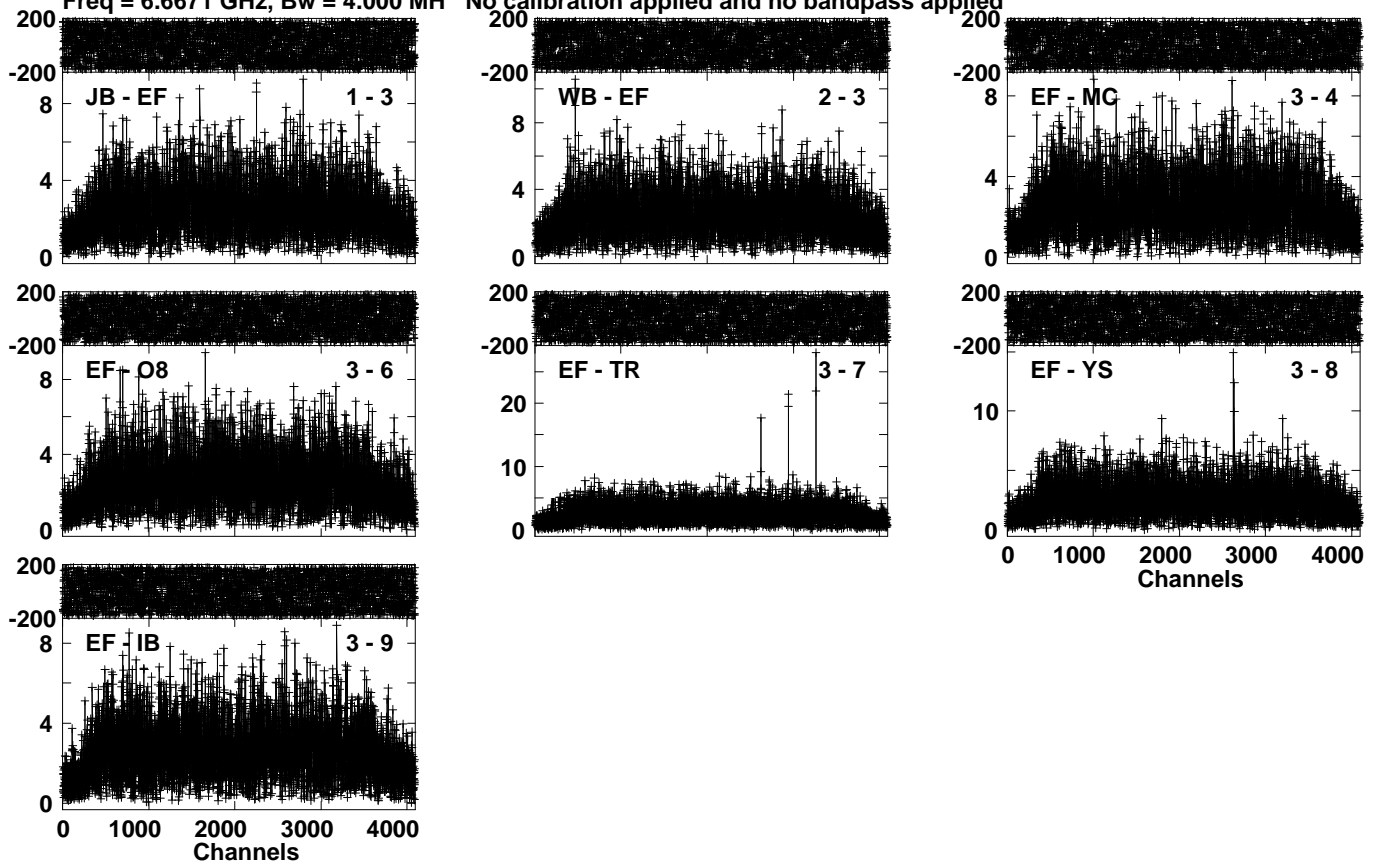 Freq = 6.6671 GHz, Bw = 4.000 MH No calibration applied and no bandpass applied
200
-200
JB - EF 1 - 3
8
4
0
200
-200
WB - EF 2 - 3
8
4
0
200
-200
EF - MC 3 - 4
8
4
0
200
-200
EF - O8 3 - 6
8
4
0
200
-200
EF - TR 3 - 7
20
10
0
200
-200
EF - YS 3 - 8
10
0
0 1000 2000 3000 4000
Channels
200
-200
EF - IB 3 - 9
8
4
0
0 1000 2000 3000 4000
Channels